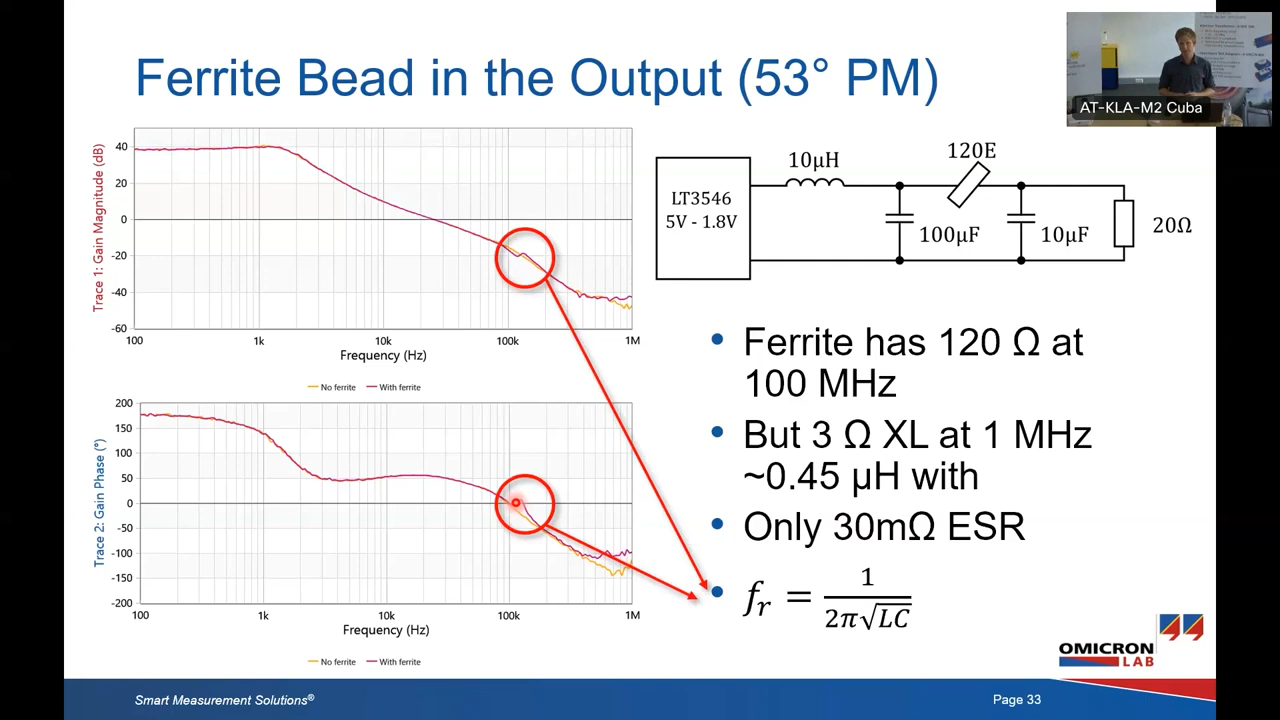 Ferrite Bead in the Output (53° PM)
AT-KLA-M2 Cuba
Trace 1: Gain Magnitude (dB)
40
20
0
-20
-40
-60
100
1k
10k
100k
1M
Frequency (Hz)
No ferrite
With ferrite
Trace 2: Gain Phase (°)
200
150
100
50
0
-50
-100
-150
-200
100
1k
10k
100k
1M
Frequency (Hz)
No ferrite
With ferrite
LT3546
5V - 1.8V
10μH
120E
100μF
10μF
20Ω
• Ferrite has 120 Ω at
100 MHz
• But 3 Ω XL at 1 MHz
~0.45 μH with
• Only 30mΩ ESR
• fr = 1 / 2π√LC
OMICRON
LAB
Smart Measurement Solutions®
Page 33